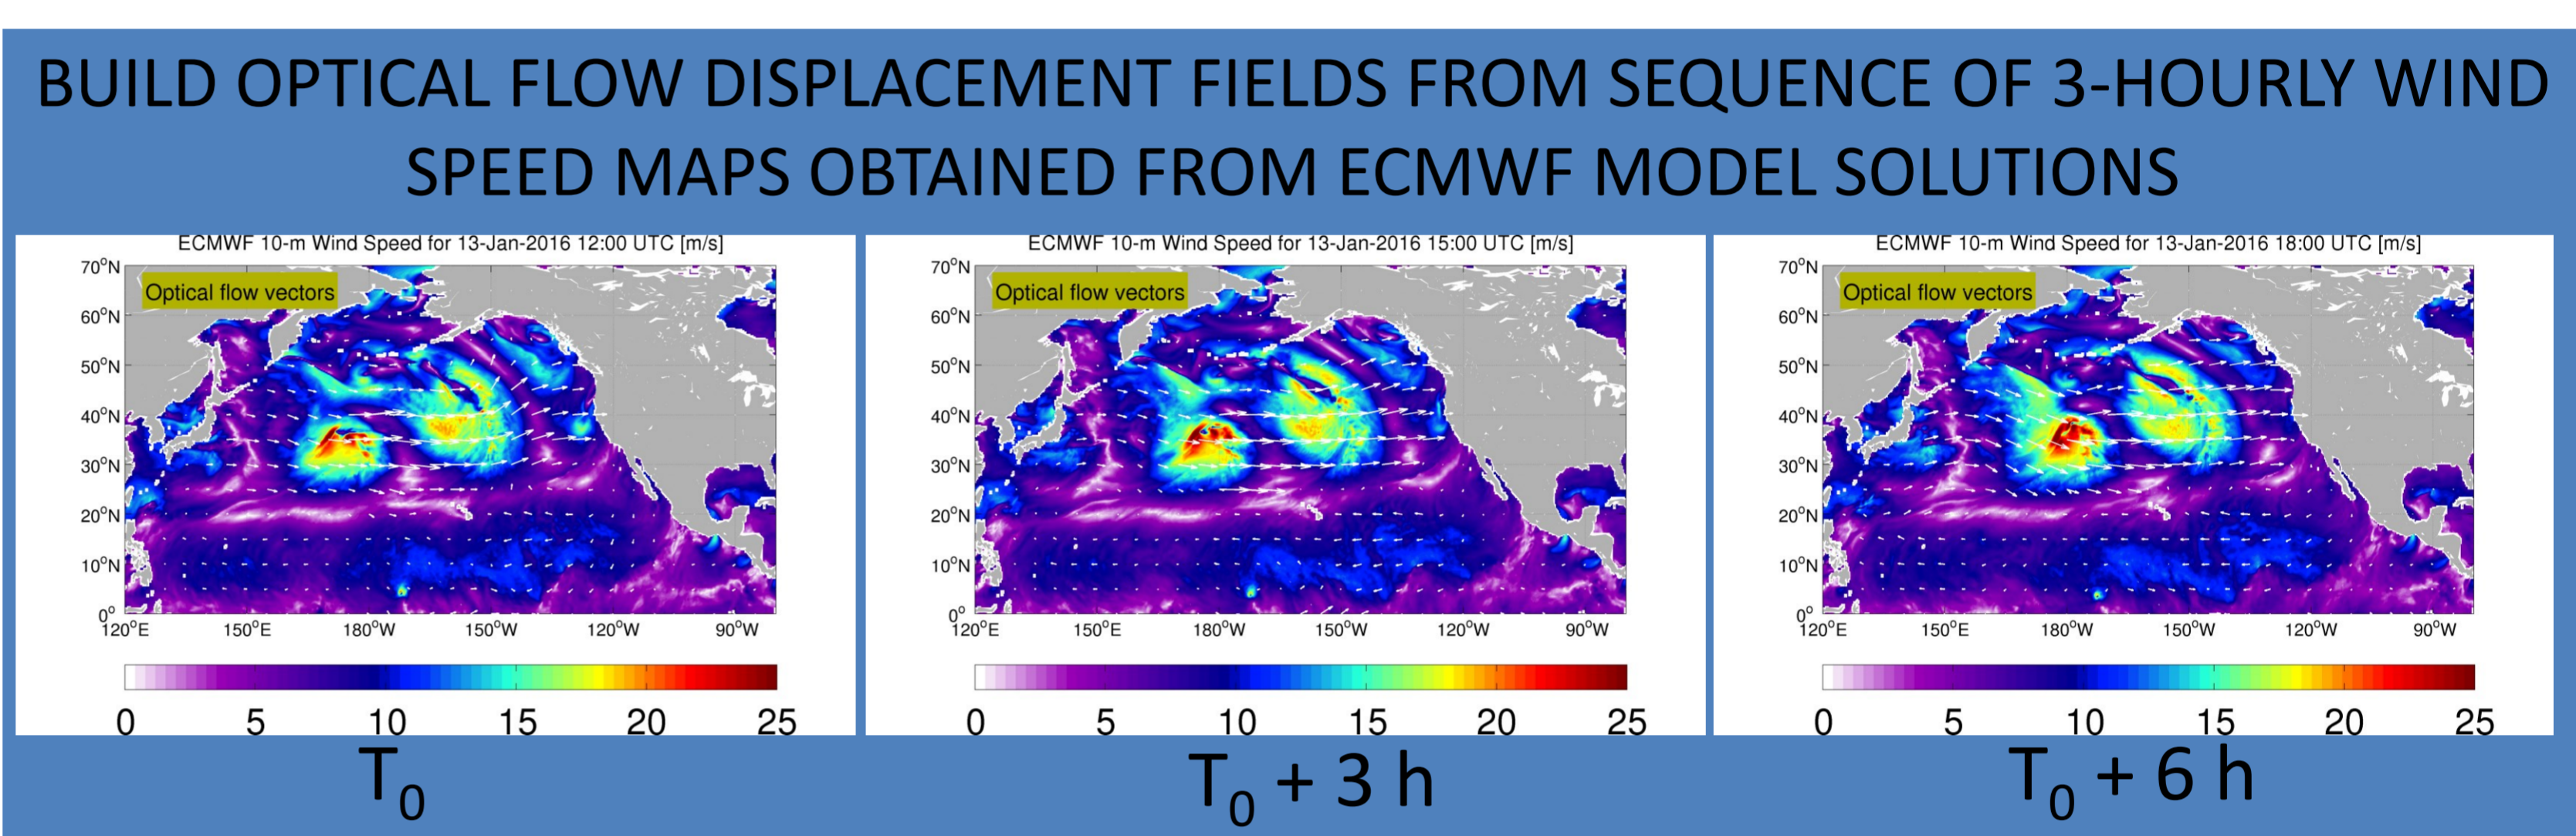 BUILD OPTICAL FLOW DISPLACEMENT FIELDS FROM SEQUENCE OF 3-HOURLY WIND
SPEED MAPS OBTAINED FROM ECMWF MODEL SOLUTIONS
ECMWF 10-m Wind Speed for 13-Jan-2016 12:00 UTC [m/s]
Optical flow vectors
70°N
60°N
50°N
40°N
30°N
20°N
10°N
0°
120°E 150°E 180°W 150°W 120°W 90°W
0 5 10 15 20 25
T₀
ECMWF 10-m Wind Speed for 13-Jan-2016 15:00 UTC [m/s]
Optical flow vectors
70°N
60°N
50°N
40°N
30°N
20°N
10°N
0°
120°E 150°E 180°W 150°W 120°W 90°W
0 5 10 15 20 25
T₀ + 3 h
ECMWF 10-m Wind Speed for 13-Jan-2016 18:00 UTC [m/s]
Optical flow vectors
70°N
60°N
50°N
40°N
30°N
20°N
10°N
0°
120°E 150°E 180°W 150°W 120°W 90°W
0 5 10 15 20 25
T₀ + 6 h